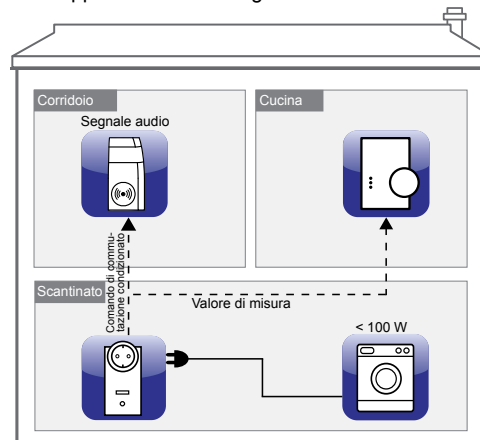 Corridoio
Segnale audio
Cucina
Comando di commu-
tazione condizionato
Scantinato
Valore di misura
< 100 W